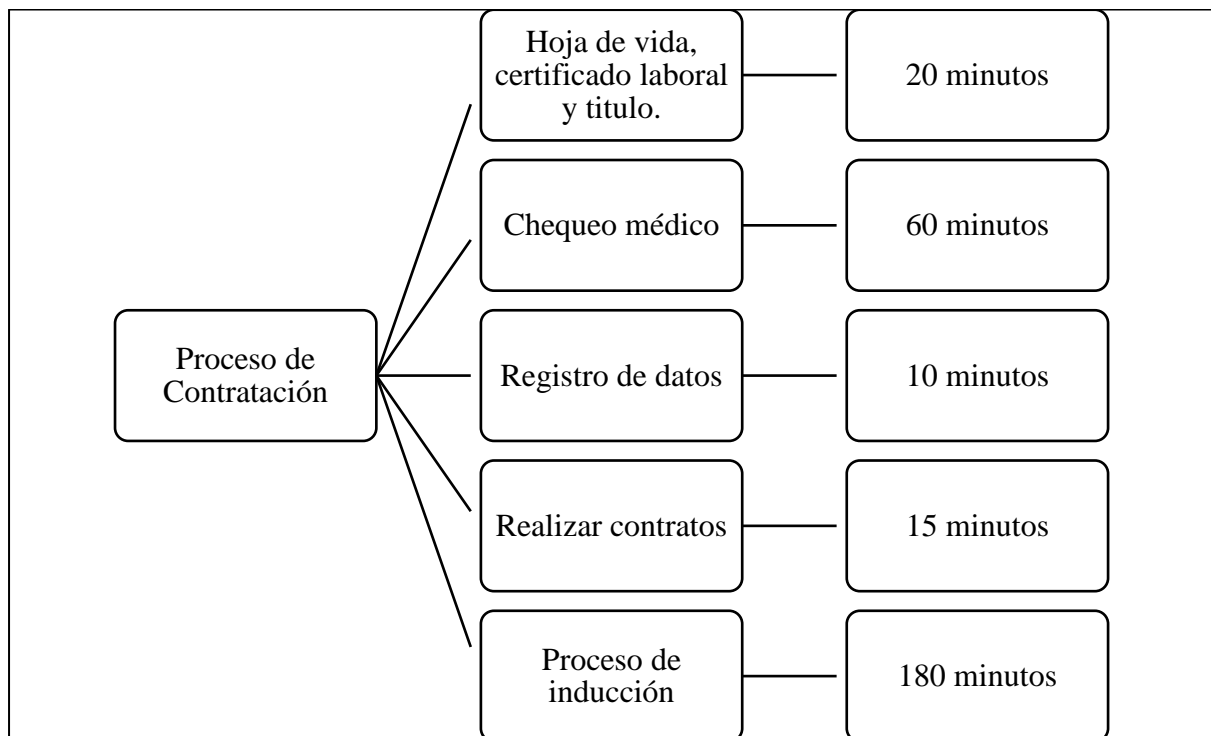 Hoja de vida,
certificado laboral
y titulo.
20 minutos
Chequeo médico
60 minutos
Proceso de
Contratación
Registro de datos
10 minutos
Realizar contratos
15 minutos
Proceso de
inducción
180 minutos